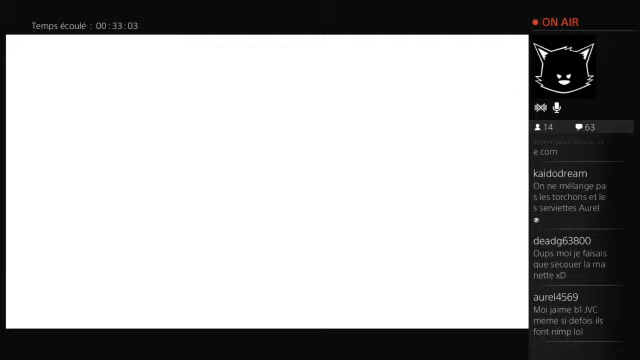 Temps écoulé : 00:33:03
ON AIR
14 63
e.com
kaidodream
On ne mélange pa
s les torchons et le
s serviettes Aurel
deadg63800
Oups moi je faisais
que secouer la ma
nette xD
aurel4569
Moi jaime b1 JVC
meme si defois ils
font nimp lol